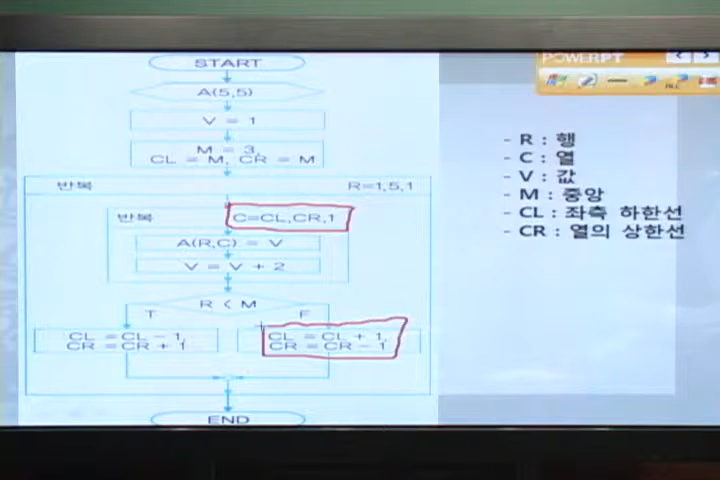 START
A(5,5)
V = 1
M = 3,
CL = M, CR = M
반복 R=1,5,1
반복 C=CL,CR,1
A(R,C) = V
V = V + 2
R < M
T F
CL = CL - 1,
CR = CR + 1
CL = CL + 1,
CR = CR - 1
END
POWERPT
- R : 행
- C : 열
- V : 값
- M : 중앙
- CL : 좌측 하한선
- CR : 열의 상한선